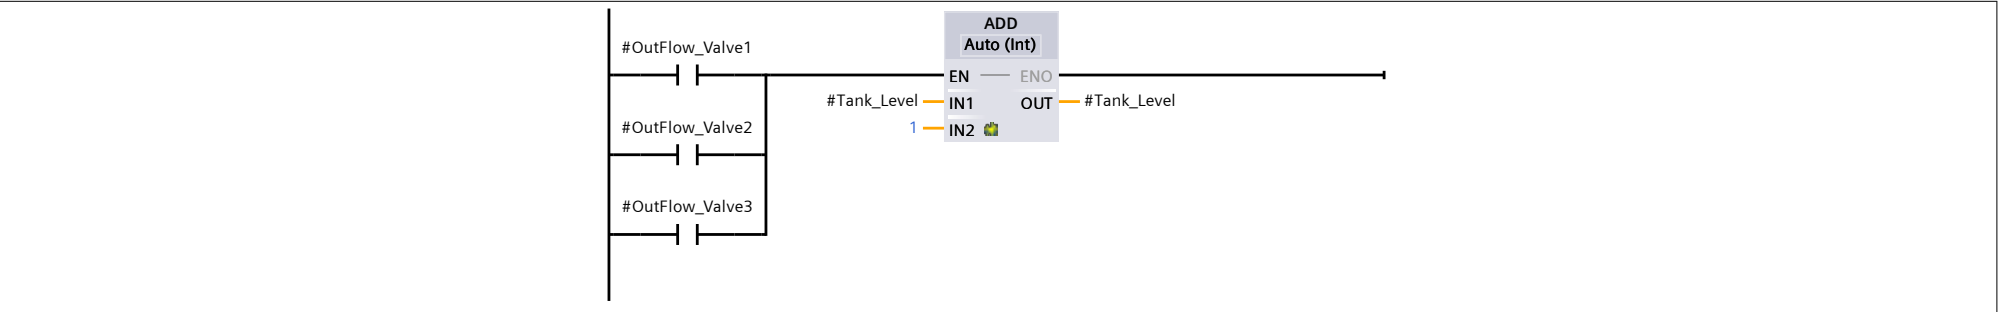 ADD
Auto (Int)
#OutFlow_Valve1
EN ENO
#Tank_Level IN1 OUT #Tank_Level
1 IN2
#OutFlow_Valve2
#OutFlow_Valve3